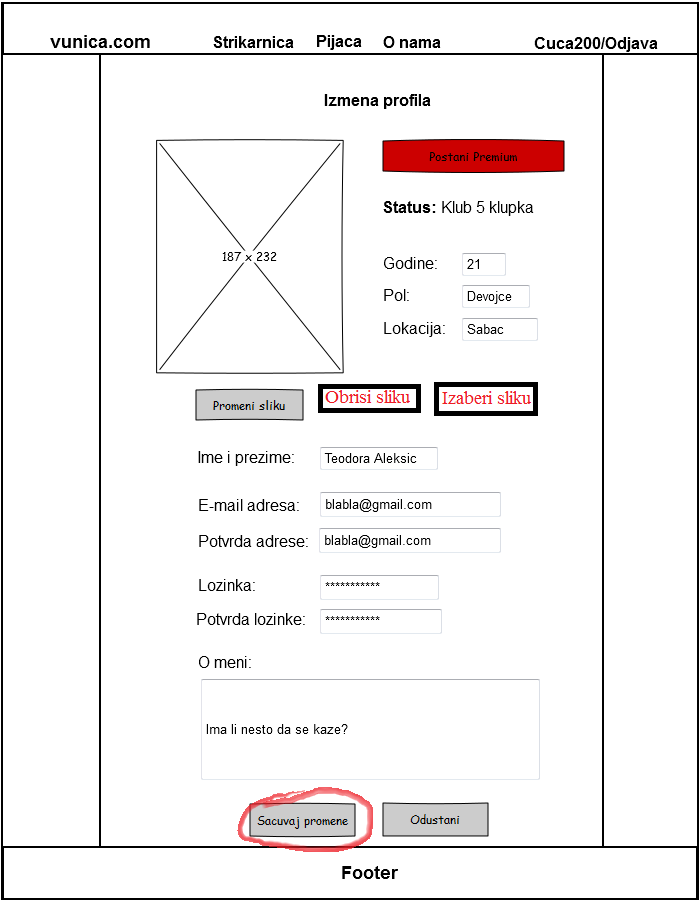 vunica.com Strikarnica Pijaca O nama Cuca200/Odjava
Izmena profila
187 x 232
Postani Premium
Status: Klub 5 klupka
Godine: 21
Pol: Devojce
Lokacija: Sabac
Promeni sliku Obrisi sliku Izaberi sliku
Ime i prezime: Teodora Aleksic
E-mail adresa: blabla@gmail.com
Potvrda adrese: blabla@gmail.com
Lozinka: ***********
Potvrda lozinke: ***********
O meni:
Ima li nesto da se kaze?
Sacuvaj promene Odustani
Footer